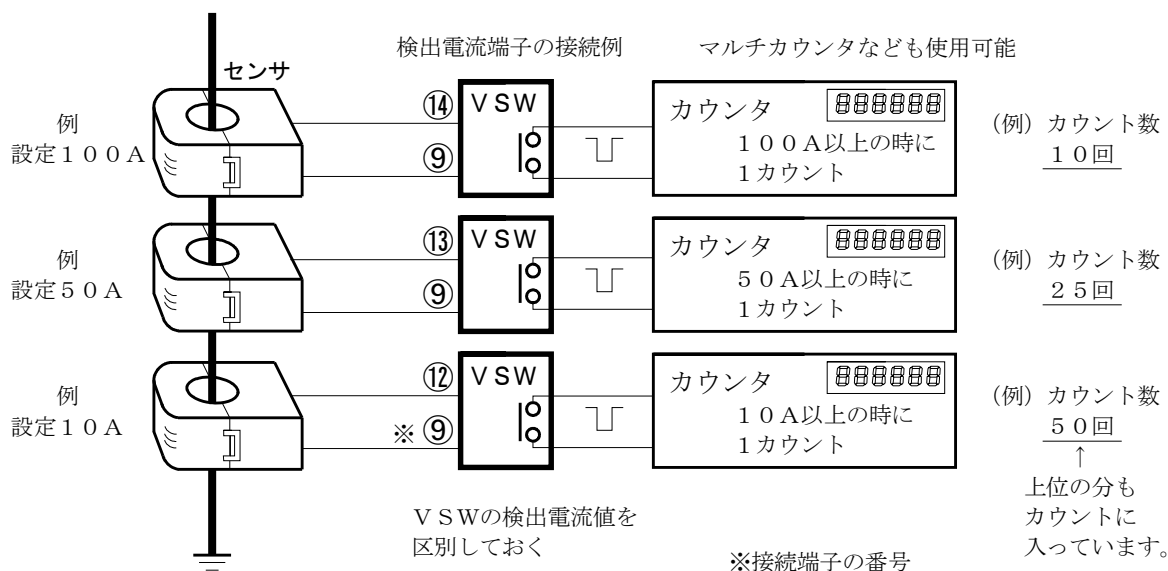 検出電流端子の接続例
マルチカウンタなども使用可能
センサ
例
設定１００A
⑭
⑨
ＶＳＷ
カウンタ
888888
１００A以上の時に
１カウント
（例）カウント数
１０回
例
設定５０A
⑬
⑨
ＶＳＷ
カウンタ
888888
５０A以上の時に
１カウント
（例）カウント数
２５回
例
設定１０A
⑫
※⑨
ＶＳＷ
カウンタ
888888
１０A以上の時に
１カウント
（例）カウント数
５０回
↑
上位の分も
カウントに
入っています。
ＶＳＷの検出電流値を
区別しておく
※接続端子の番号